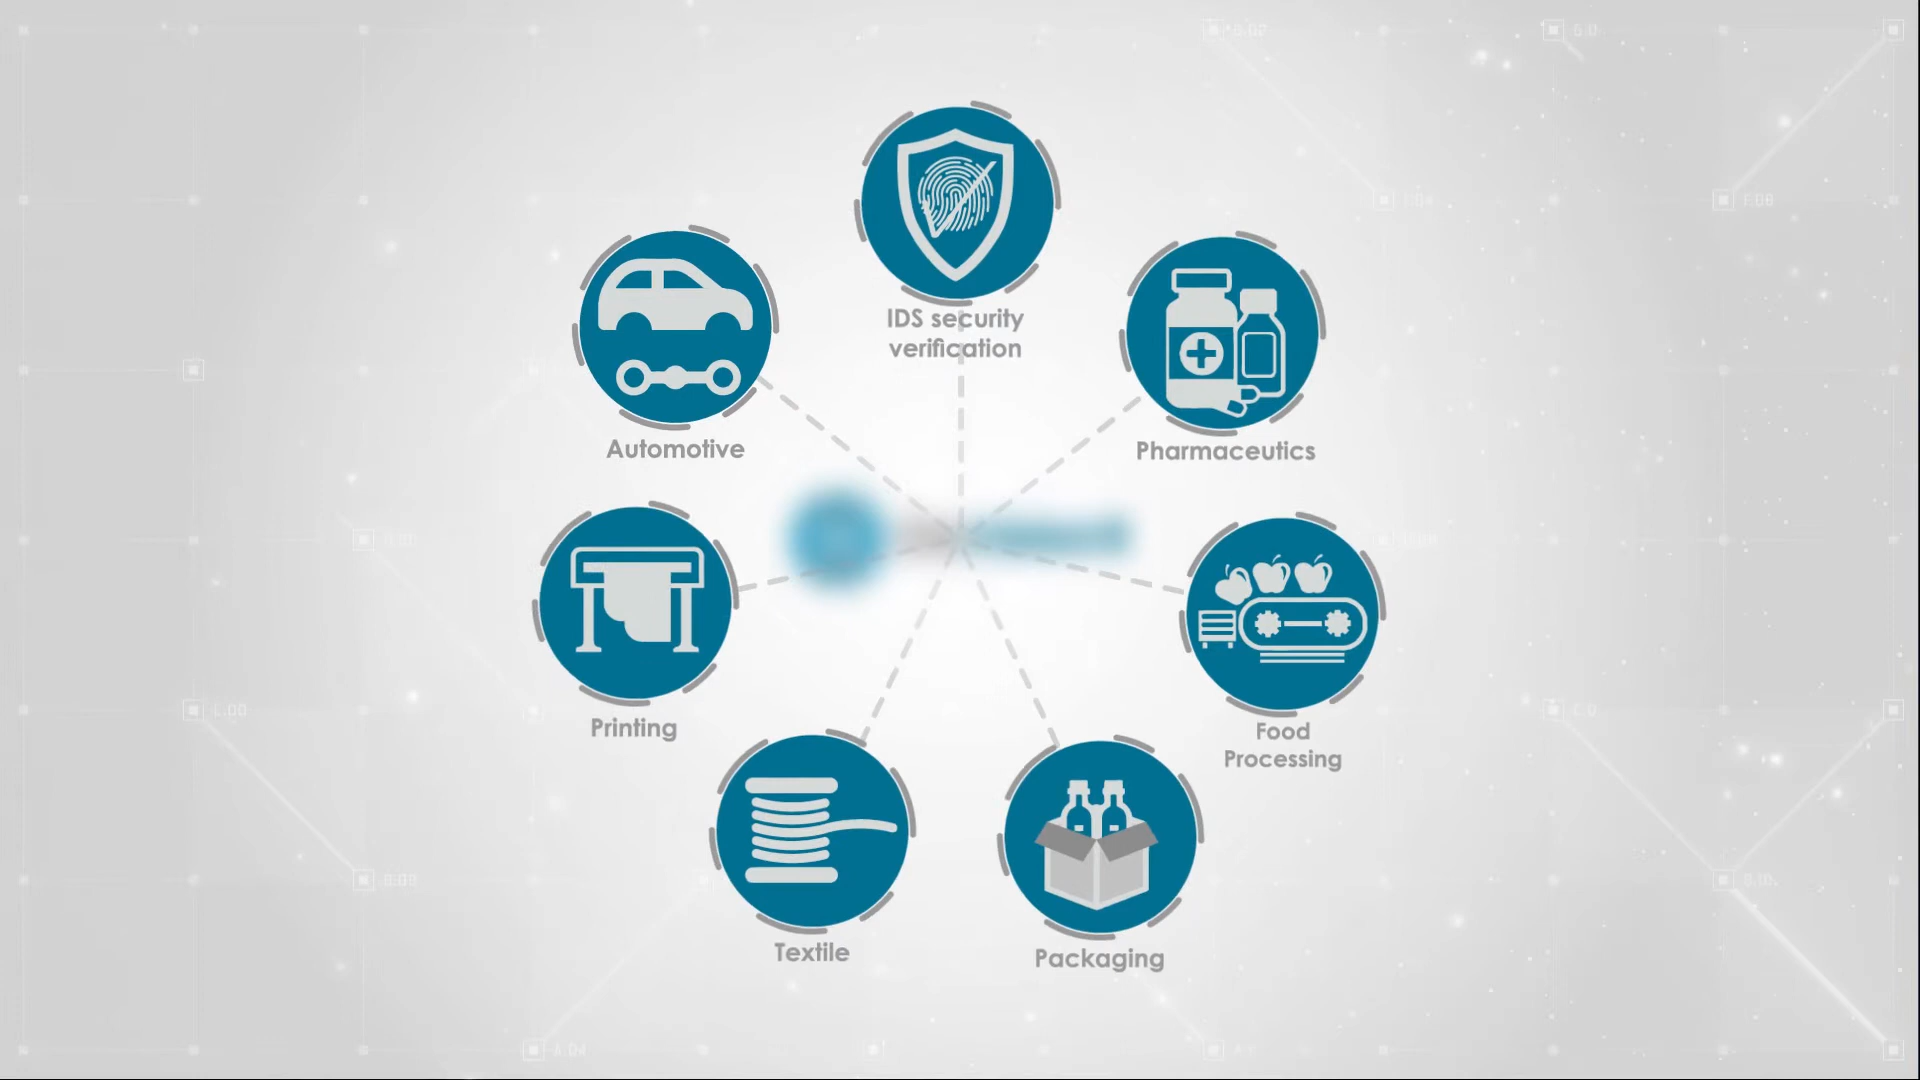 IDS security
verification
Automotive
Pharmaceutics
Printing
Food
Processing
Textile
Packaging